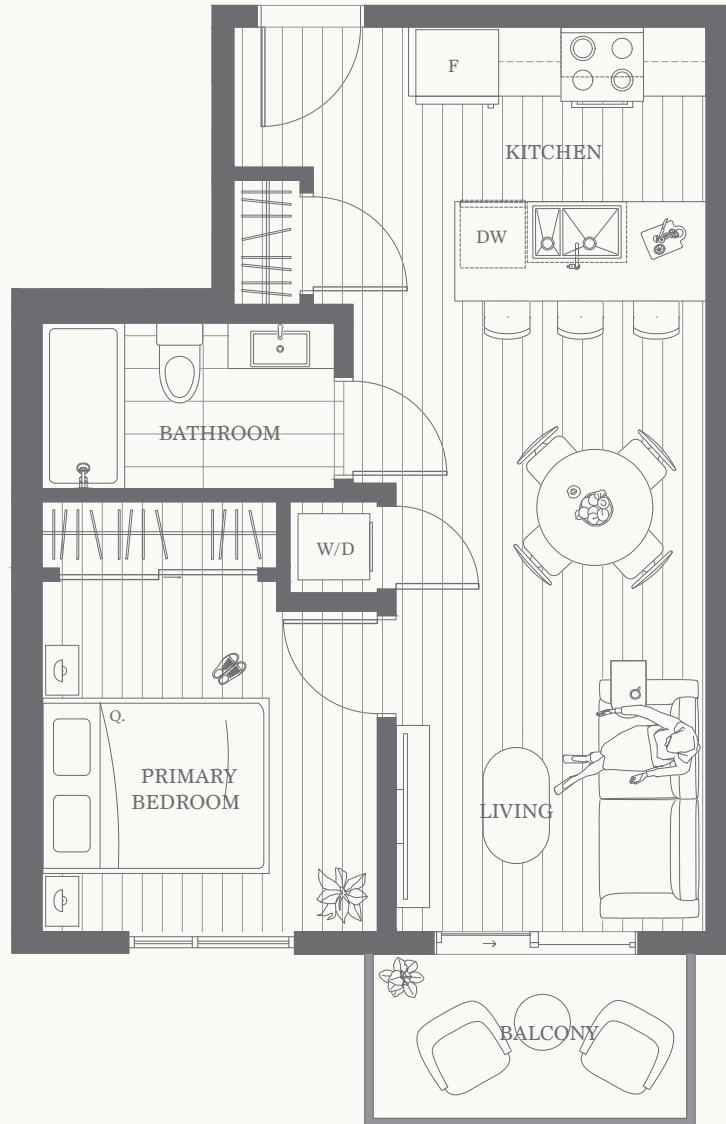 F
KITCHEN
DW
BATHROOM
W/D
Q.
PRIMARY
BEDROOM
LIVING
BALCONY